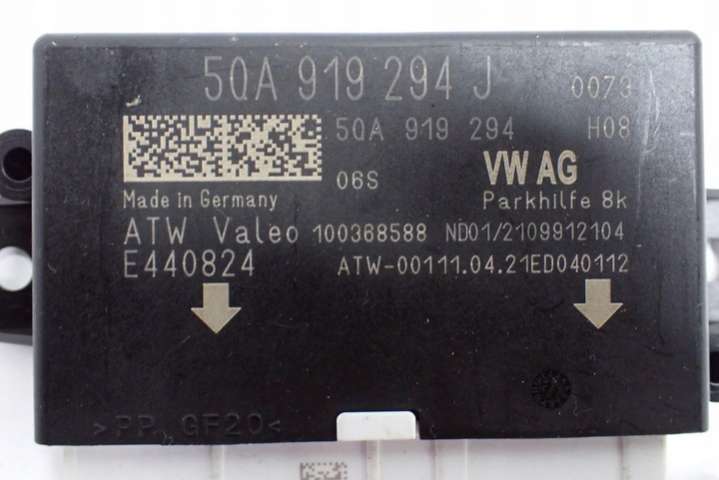 5QA 919 294 J 0073
5QA 919 294 H08
06S VW AG
Made in Germany Parkhilfe 8k
ATW Valeo 100368588 ND01/2109912104
E440824 ATW-00111.04.21ED040112
>PP GF20<